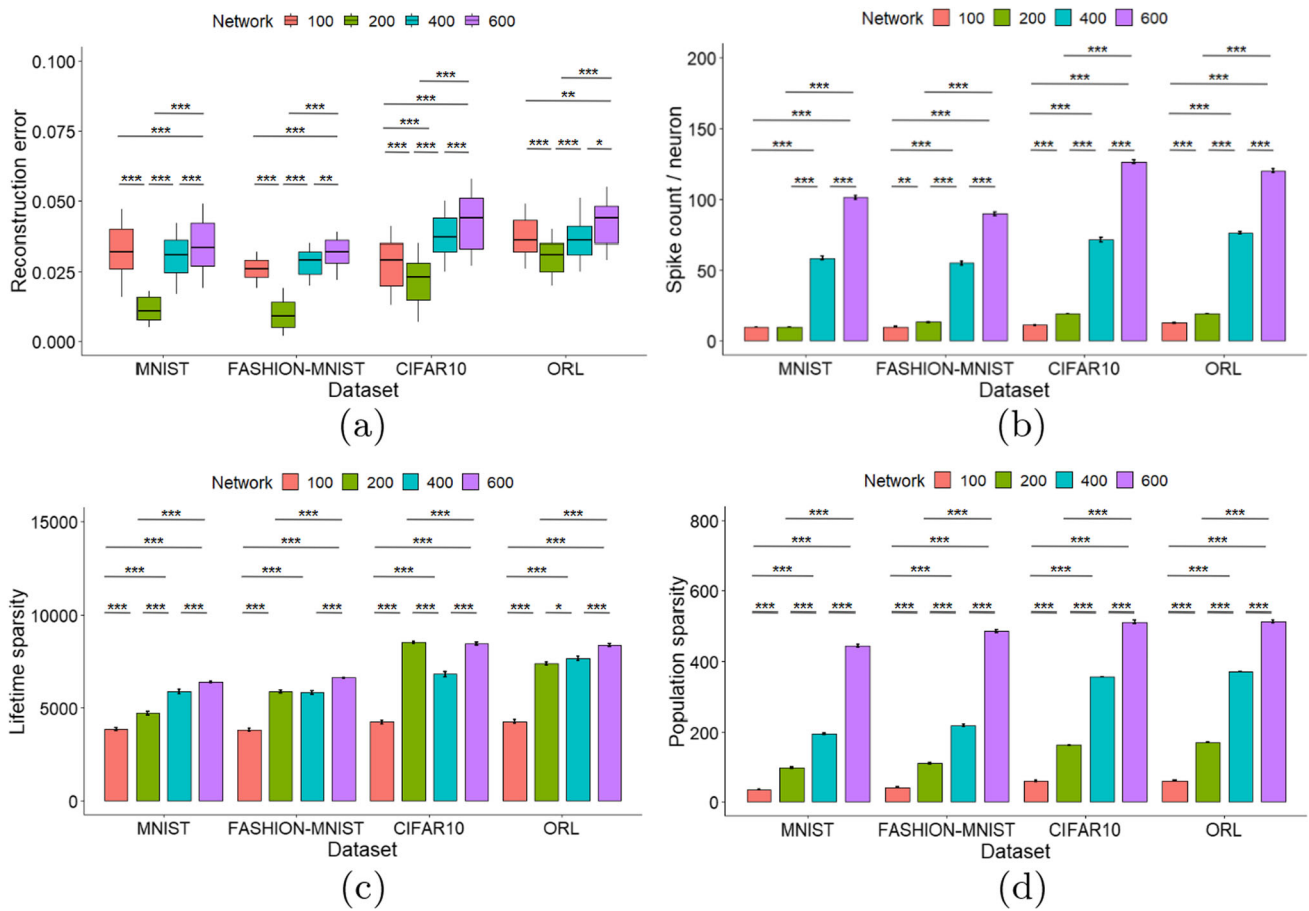 Network 100 200 400 600
0.100
0.075
0.050
0.025
0.000
Reconstruction error
*** *** *** ***
*** ***
*** *** ***
*** **
***
*** *** *** *** *** ***
*** *** *** *** *** ** *** *** *
MNIST FASHION-MNIST CIFAR10 ORL
Dataset
(a)
Network 100 200 400 600
200
150
100
50
0
Spike count / neuron
*** ***
*** ***
*** *** *** ***
*** *** *** ***
*** *** *** *** *** ***
*** *** ** *** ***
MNIST FASHION-MNIST CIFAR10 ORL
Dataset
(b)
Network 100 200 400 600
15000
10000
5000
0
Lifetime sparsity
*** *** *** ***
*** *** *** ***
*** *** *** ***
*** *** *** *** *** *** *** *** *** * ***
MNIST FASHION-MNIST CIFAR10 ORL
Dataset
(c)
Network 100 200 400 600
800
600
400
200
0
Population sparsity
*** *** *** ***
*** *** *** ***
*** *** *** ***
*** *** *** *** *** *** *** *** *** *** *** ***
MNIST FASHION-MNIST CIFAR10 ORL
Dataset
(d)